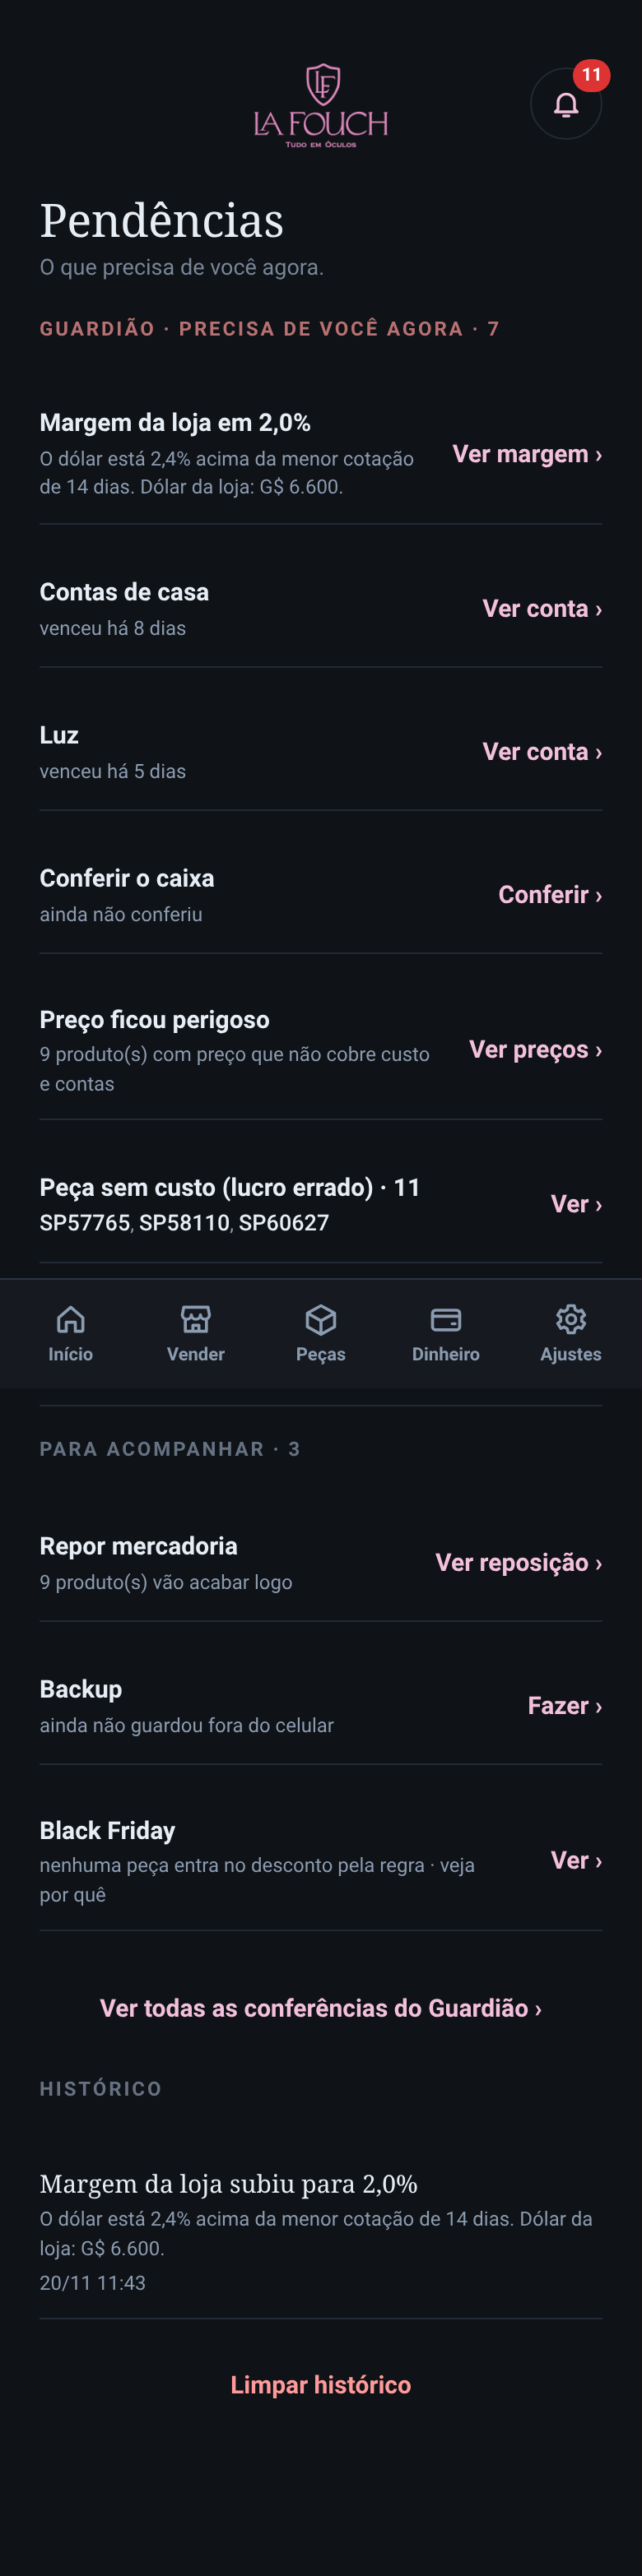 LF
LA FOUCH
TUDO EM ÓCULOS
11
Pendências
O que precisa de você agora.
GUARDIÃO · PRECISA DE VOCÊ AGORA · 7
Margem da loja em 2,0%
O dólar está 2,4% acima da menor cotação
de 14 dias. Dólar da loja: G$ 6.600.
Ver margem ›
Contas de casa
venceu há 8 dias
Ver conta ›
Luz
venceu há 5 dias
Ver conta ›
Conferir o caixa
ainda não conferiu
Conferir ›
Preço ficou perigoso
9 produto(s) com preço que não cobre custo
e contas
Ver preços ›
Peça sem custo (lucro errado) · 11
SP57765, SP58110, SP60627
Ver ›
Início
Vender
Peças
Dinheiro
Ajustes
PARA ACOMPANHAR · 3
Repor mercadoria
9 produto(s) vão acabar logo
Ver reposição ›
Backup
ainda não guardou fora do celular
Fazer ›
Black Friday
nenhuma peça entra no desconto pela regra · veja
por quê
Ver ›
Ver todas as conferências do Guardião ›
HISTÓRICO
Margem da loja subiu para 2,0%
O dólar está 2,4% acima da menor cotação de 14 dias. Dólar da
loja: G$ 6.600.
20/11 11:43
Limpar histórico